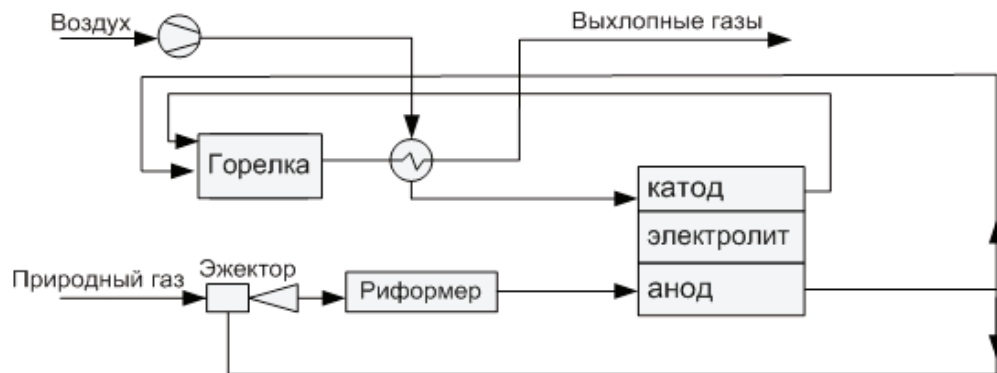 Воздух
Выхлопные газы
Горелка
катод
электролит
Природный газ
Эжектор
Риформер
анод